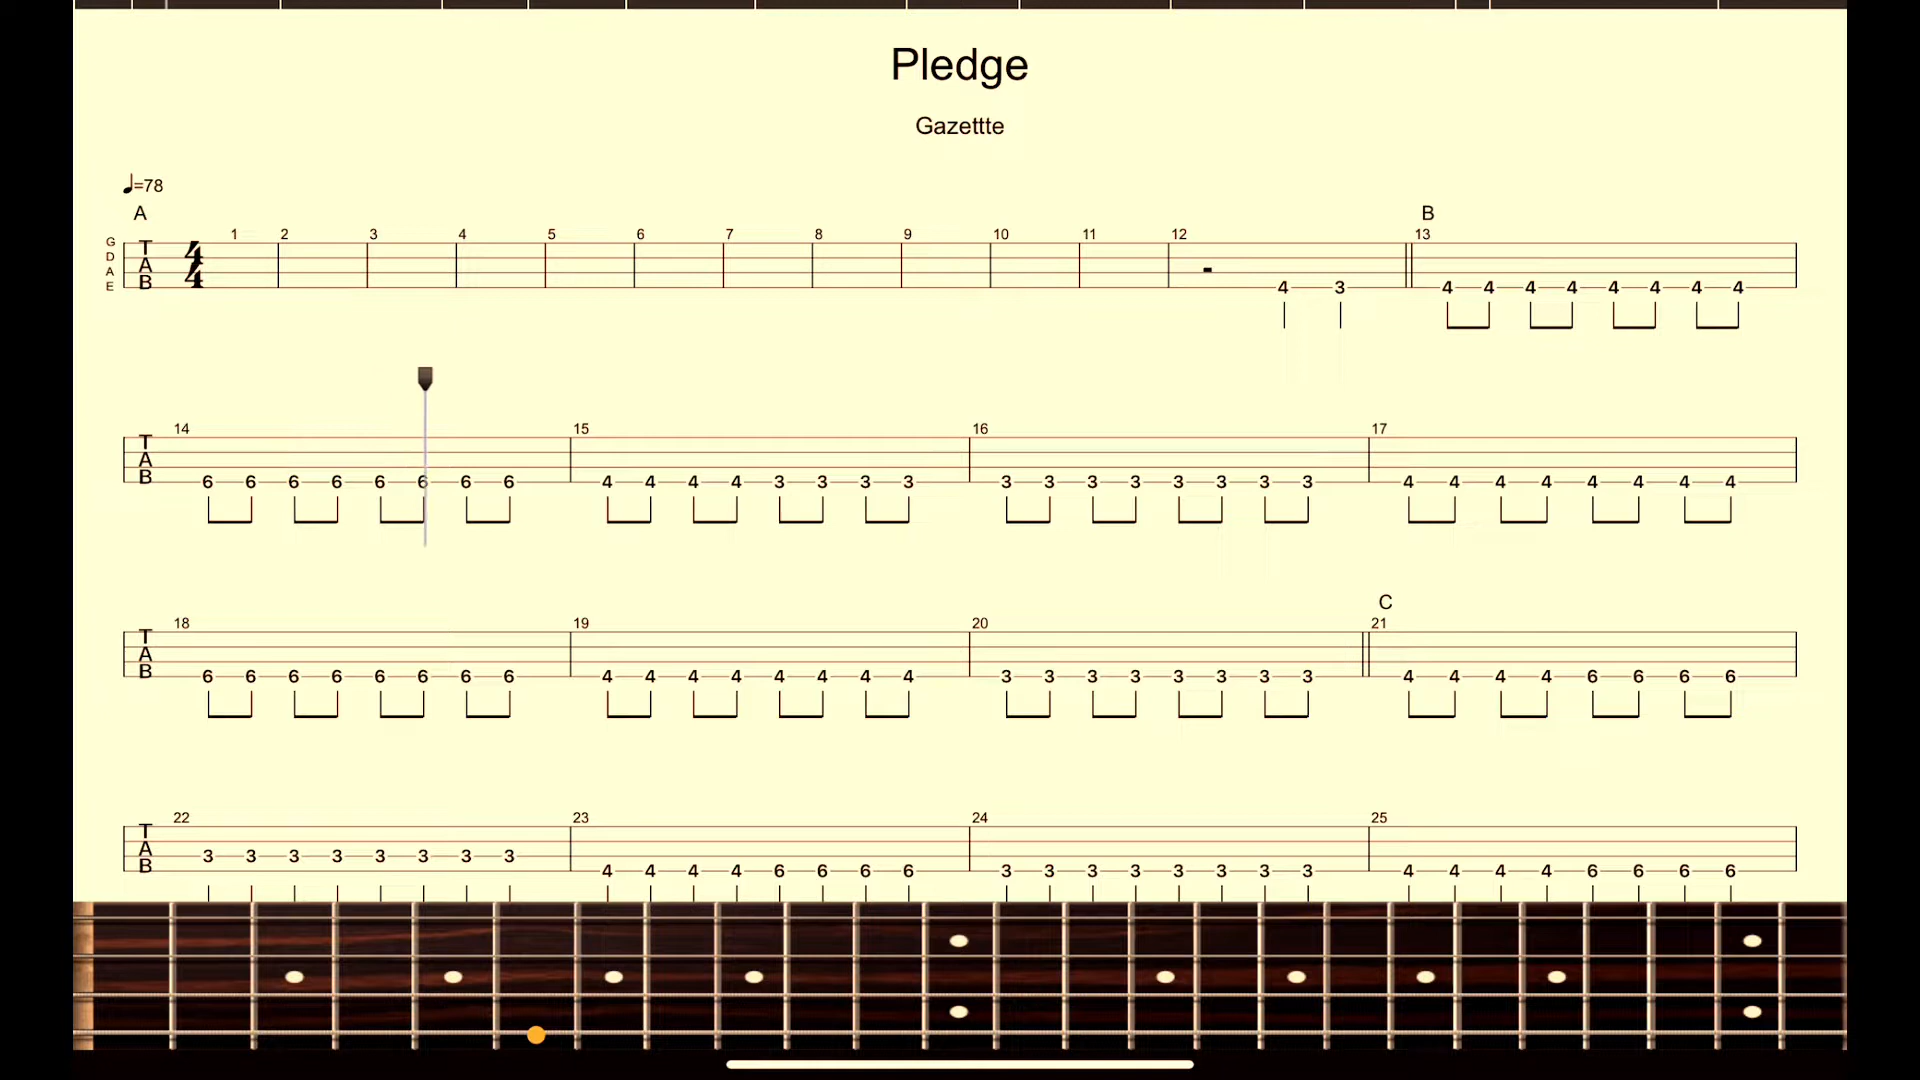 Pledge
Gazettte
♩=78
A B
1 2 3 4 5 6 7 8 9 10 11 12 13
G
D
A
E
T
A
B
4
4
4 3 4 4 4 4 4 4 4 4
14 15 16 17
T
A
B
6 6 6 6 6 6 6 6 4 4 4 4 3 3 3 3 3 3 3 3 3 3 3 3 4 4 4 4 4 4 4 4
C
18 19 20 21
T
A
B
6 6 6 6 6 6 6 6 4 4 4 4 4 4 4 4 3 3 3 3 3 3 3 3 4 4 4 4 6 6 6 6
22 23 24 25
T
A
B
3 3 3 3 3 3 3 3
4 4 4 4 6 6 6 6 3 3 3 3 3 3 3 3 4 4 4 4 6 6 6 6